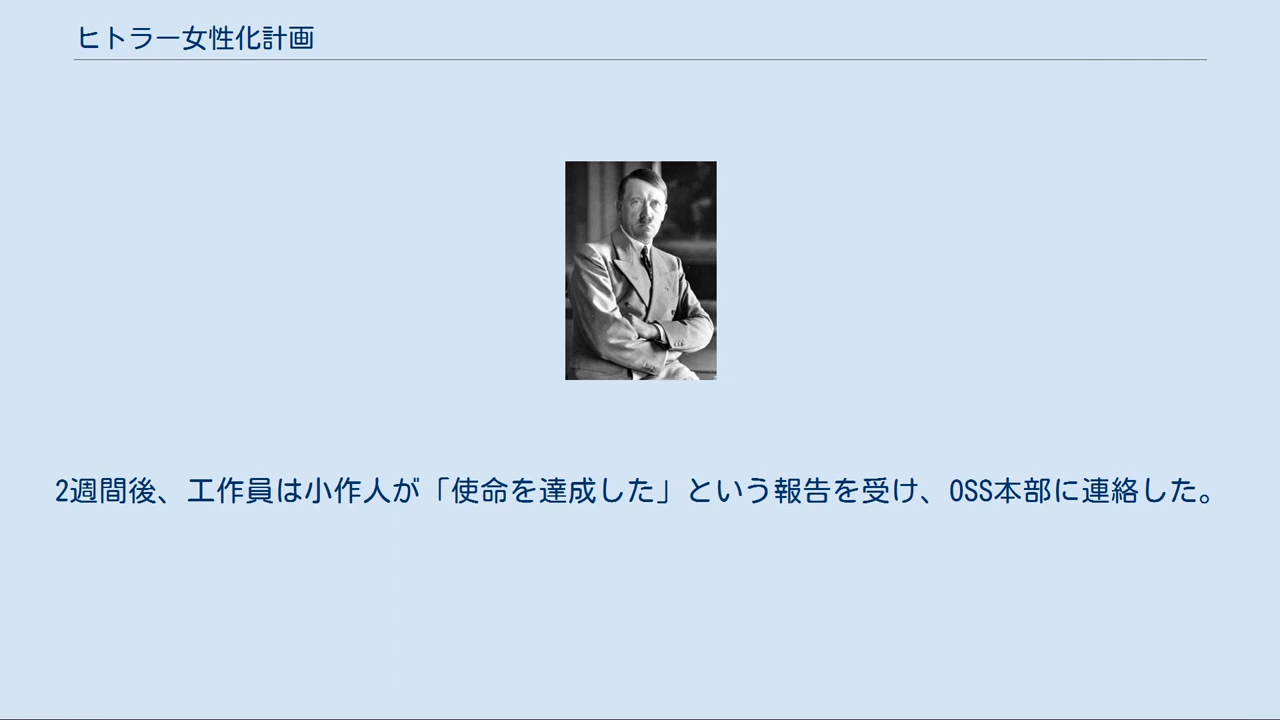 ヒトラー女性化計画
2週間後、工作員は小作人が「使命を達成した」という報告を受け、OSS本部に連絡した。